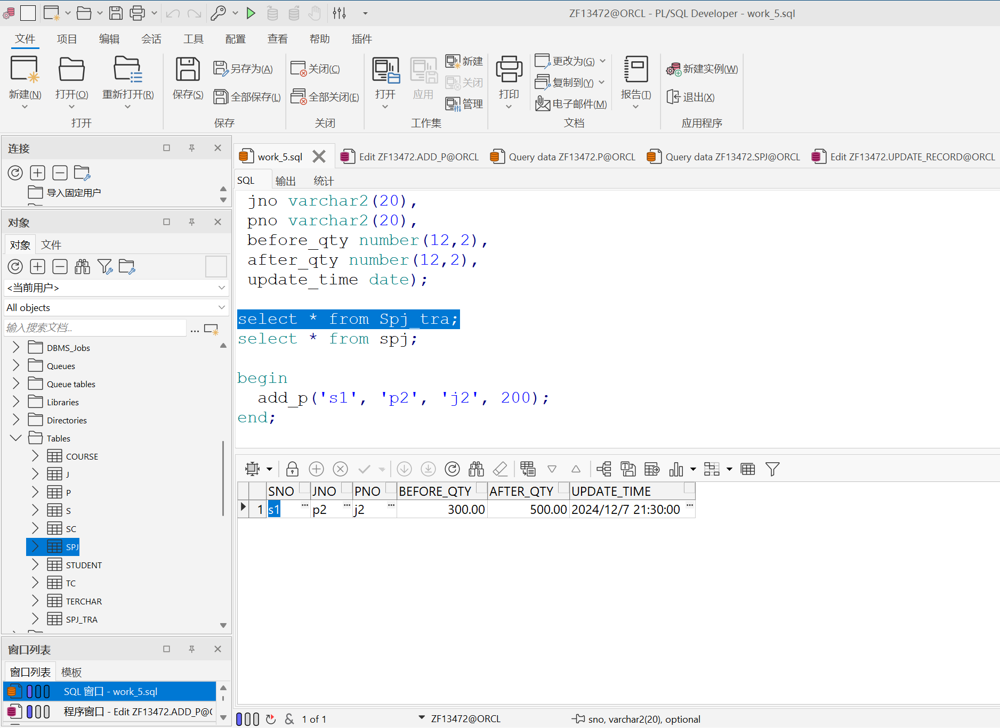 ZF13472@ORCL - PL/SQL Developer - work_5.sql
文件 项目 编辑 会话 工具 配置 查看 帮助 插件
新建(N) 打开(O) 重新打开(R)
打开
保存(S) 另存为(A) 全部保存(L)
保存
关闭(C) 全部关闭(E)
关闭
打开 应用 新建 关闭 管理
工作集
打印 更改为(G) 复制到(Y) 电子邮件(M) 报告(T)
文档
新建实例(W) 退出(X)
应用程序
连接
导入固定用户
对象
对象 文件
<当前用户>
All objects
输入搜索文档...
...
DBMS_Jobs
Queues
Queue tables
Libraries
Directories
Tables
COURSE
J
P
S
SC
SPJ
STUDENT
TC
TERCHAR
SPJ_TRA
窗口列表
窗口列表 模板
SQL 窗口 - work_5.sql
程序窗口 - Edit ZF13472.ADD_P@
work_5.sql Edit ZF13472.ADD_P@ORCL Query data ZF13472.P@ORCL Query data ZF13472.SPJ@ORCL Edit ZF13472.UPDATE_RECORD@ORCL
SQL 输出 统计
jno varchar2(20),
pno varchar2(20),
before_qty number(12,2),
after_qty number(12,2),
update_time date);
select * from Spj_tra;
select * from spj;
begin
add_p('s1', 'p2', 'j2', 200);
end;
SNO JNO PNO BEFORE_QTY AFTER_QTY UPDATE_TIME
1 s1 ... p2 ... j2 ... 300.00 500.00 2024/12/7 21:30:00 ...
& 1 of 1 ZF13472@ORCL sno, varchar2(20), optional